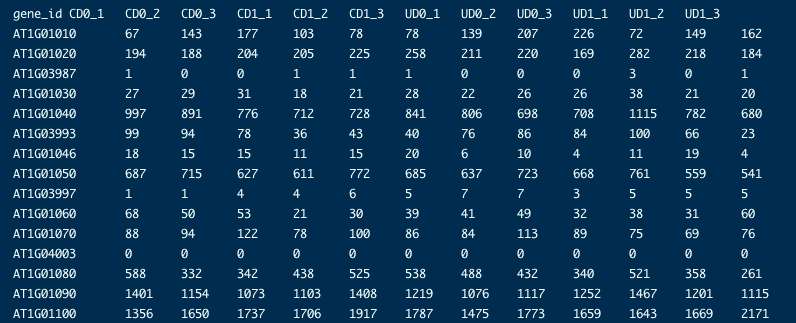 gene_id CD0_1 CD0_2 CD0_3 CD1_1 CD1_2 CD1_3 UD0_1 UD0_2 UD0_3 UD1_1 UD1_2 UD1_3
AT1G01010 67 143 177 103 78 78 139 207 226 72 149 162
AT1G01020 194 188 204 205 225 258 211 220 169 282 218 184
AT1G03987 1 0 0 1 1 1 0 0 0 3 0 1
AT1G01030 27 29 31 18 21 28 22 26 26 38 21 20
AT1G01040 997 891 776 712 728 841 806 698 708 1115 782 680
AT1G03993 99 94 78 36 43 40 76 86 84 100 66 23
AT1G01046 18 15 15 11 15 20 6 10 4 11 19 4
AT1G01050 687 715 627 611 772 685 637 723 668 761 559 541
AT1G03997 1 1 4 4 6 5 7 7 3 5 5 5
AT1G01060 68 50 53 21 30 39 41 49 32 38 31 60
AT1G01070 88 94 122 78 100 86 84 113 89 75 69 76
AT1G04003 0 0 0 0 0 0 0 0 0 0 0 0
AT1G01080 588 332 342 438 525 538 488 432 340 521 358 261
AT1G01090 1401 1154 1073 1103 1408 1219 1076 1117 1252 1467 1201 1115
AT1G01100 1356 1650 1737 1706 1917 1787 1475 1773 1659 1643 1669 2171